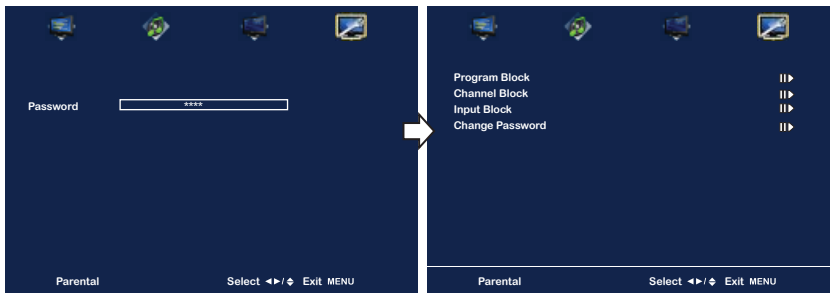 Password ****
Parental Select ◄►/⬍ Exit MENU
Program Block
Channel Block
Input Block
Change Password
Parental Select ◄►/⬍ Exit MENU